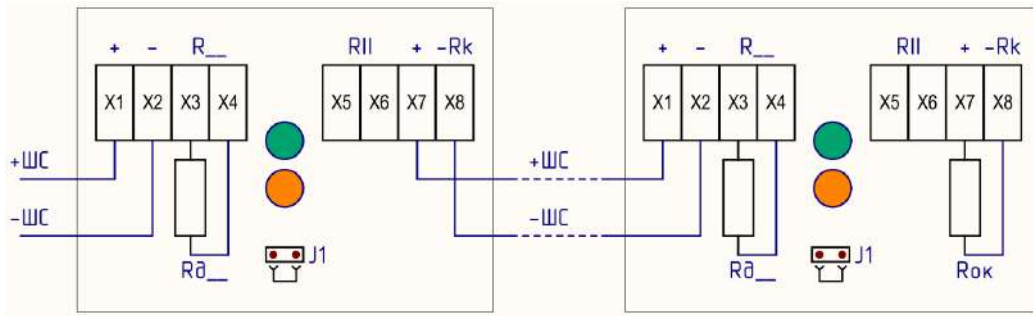 + - R__ RII + -Rk + - R__ RII + -Rk
X1 X2 X3 X4 X5 X6 X7 X8 X1 X2 X3 X4 X5 X6 X7 X8
+ШС +ШС
-ШС -ШС
Rд__ J1 Rд__ J1 Rок